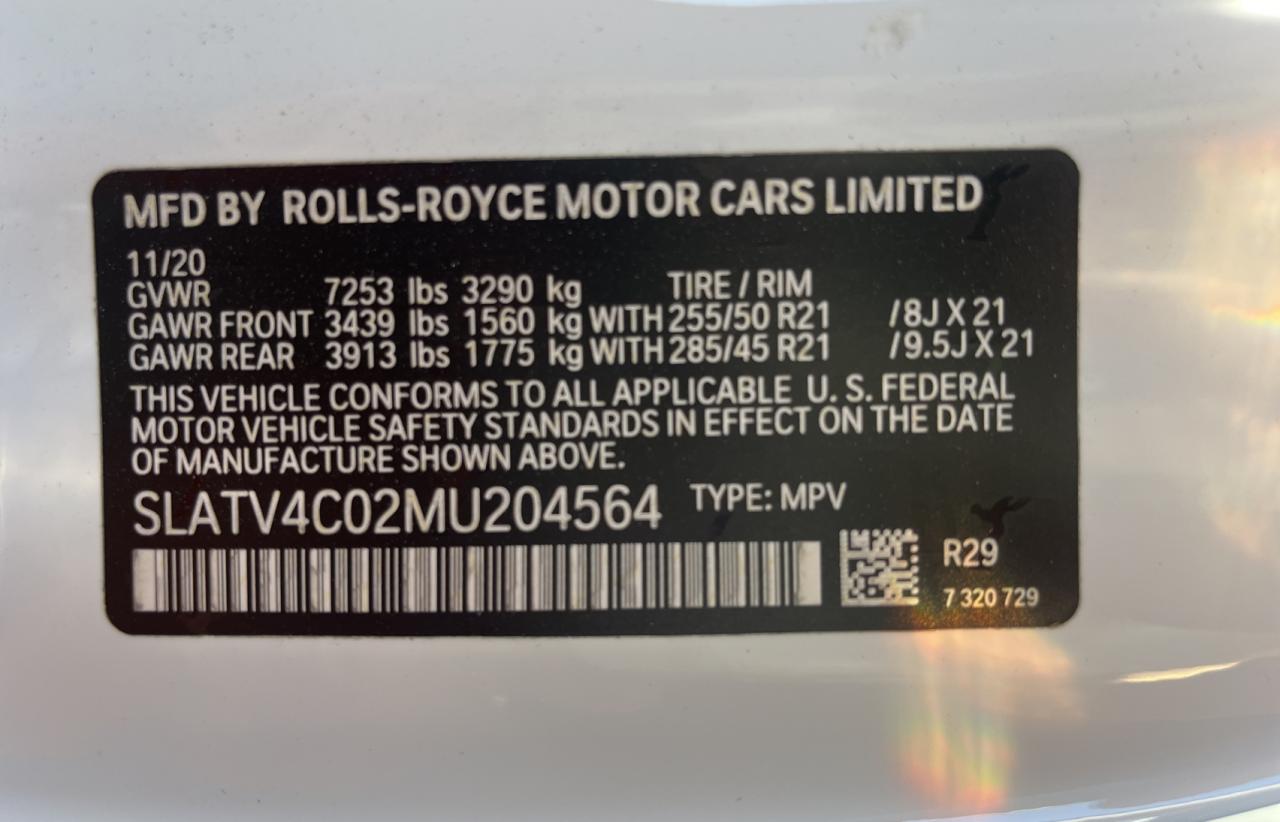 MFD BY ROLLS-ROYCE MOTOR CARS LIMITED
11/20
GVWR 7253 lbs 3290 kg TIRE / RIM
GAWR FRONT 3439 lbs 1560 kg WITH 255/50 R21 /8J X 21
GAWR REAR 3913 lbs 1775 kg WITH 285/45 R21 /9.5J X 21
THIS VEHICLE CONFORMS TO ALL APPLICABLE U. S. FEDERAL
MOTOR VEHICLE SAFETY STANDARDS IN EFFECT ON THE DATE
OF MANUFACTURE SHOWN ABOVE.
SLATV4C02MU204564 TYPE: MPV
R29
7 320 729